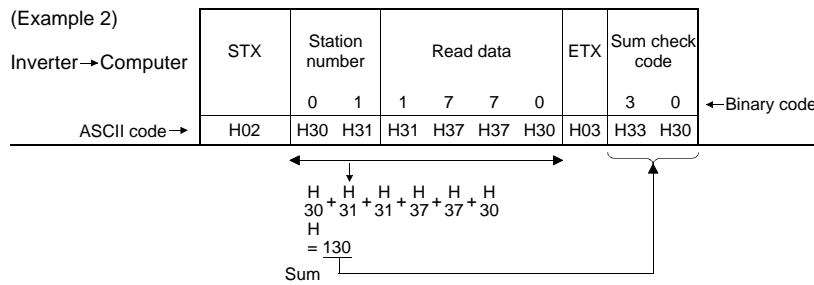 (Example 2)
Inverter→Computer
STX
Station number
Read data
ETX
Sum check code
0 1 1 7 7 0 3 0
←Binary code
ASCII code→
H02 H30 H31 H31 H37 H37 H30 H03 H33 H30
H H H H H H
30+31+31+37+37+30
H
= 130
Sum